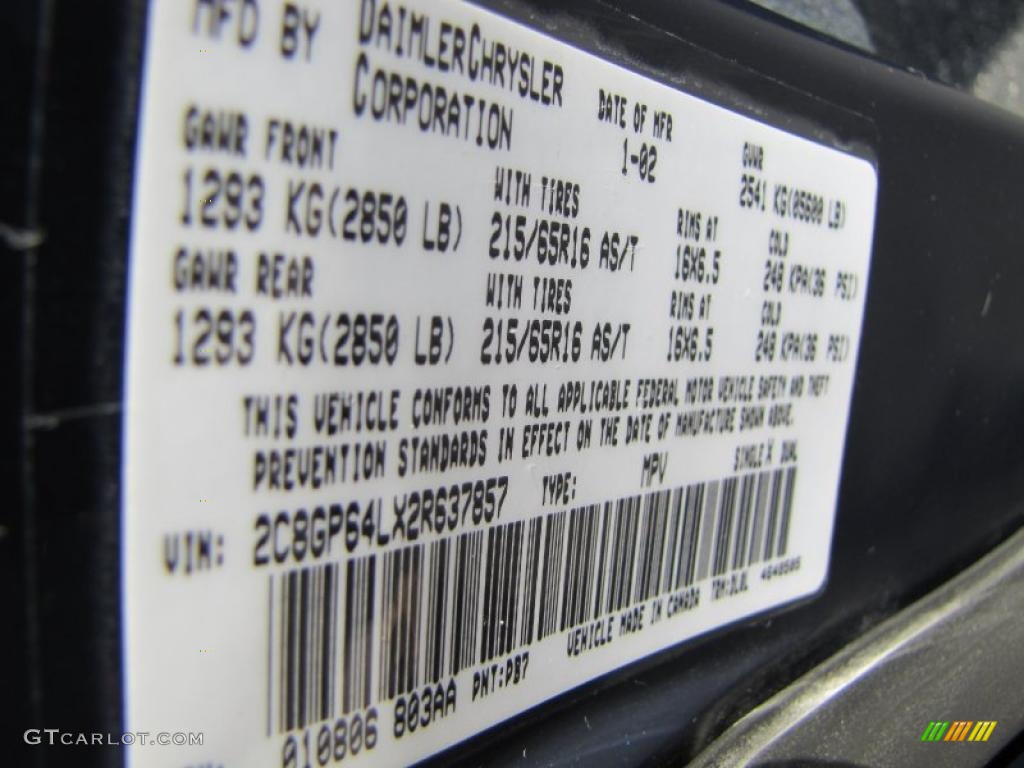 MFD BY DAIMLERCHRYSLER CORPORATION DATE OF MFR 1-02 GVWR 2541 KG(05600 LB)
GAWR FRONT WITH TIRES RIMS AT COLD
1293 KG(2850 LB) 215/65R16 AS/T 16X6.5 248 KPA(36 PSI)
GAWR REAR WITH TIRES RIMS AT COLD
1293 KG(2850 LB) 215/65R16 AS/T 16X6.5 248 KPA(36 PSI)
THIS VEHICLE CONFORMS TO ALL APPLICABLE FEDERAL MOTOR VEHICLE SAFETY AND THEFT
PREVENTION STANDARDS IN EFFECT ON THE DATE OF MANUFACTURE SHOWN ABOVE.
VIN: 2C8GP64LX2R637857 TYPE: MPV SINGLE X DUAL
010806 803AA PNT:PB7 VEHICLE MADE IN CANADA TRM:DLDL
GTCARLOT.COM